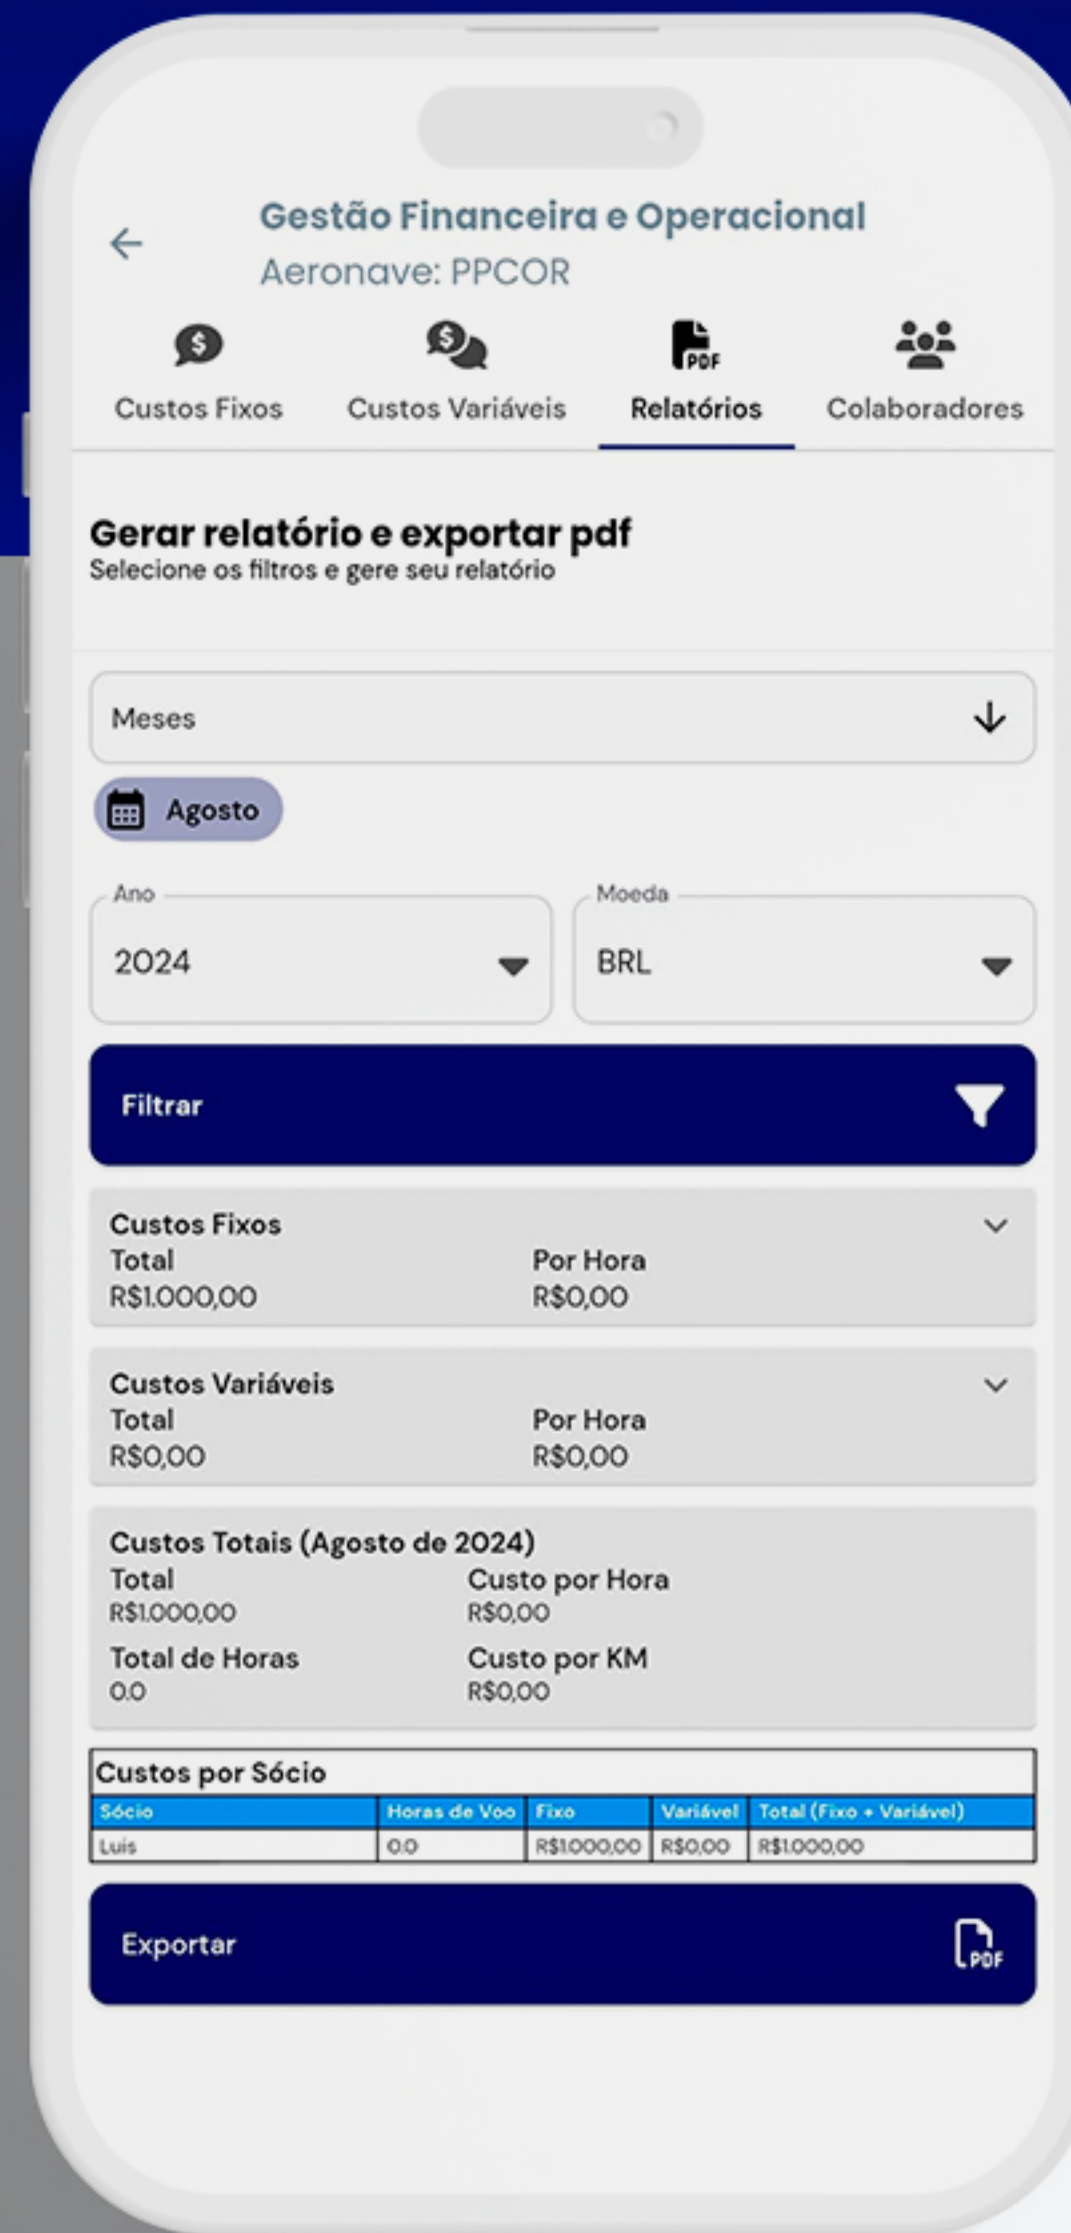 Gestão Financeira e Operacional
Aeronave: PPCOR
Custos Fixos
Custos Variáveis
PDF
Relatórios
Colaboradores
Gerar relatório e exportar pdf
Selecione os filtros e gere seu relatório
Meses
Agosto
Ano
Moeda
2024
BRL
Filtrar
Custos Fixos
Total Por Hora
R$1.000,00 R$0,00
Custos Variáveis
Total Por Hora
R$0,00 R$0,00
Custos Totais (Agosto de 2024)
Total Custo por Hora
R$1.000,00 R$0,00
Total de Horas Custo por KM
0.0 R$0,00
Custos por Sócio
Sócio Horas de Voo Fixo Variável Total (Fixo + Variável)
Luis 0.0 R$1.000,00 R$0,00 R$1.000,00
Exportar PDF